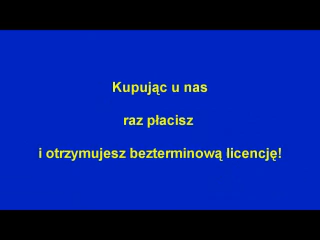 Kupując u nas
raz płacisz
i otrzymujesz bezterminową licencję!